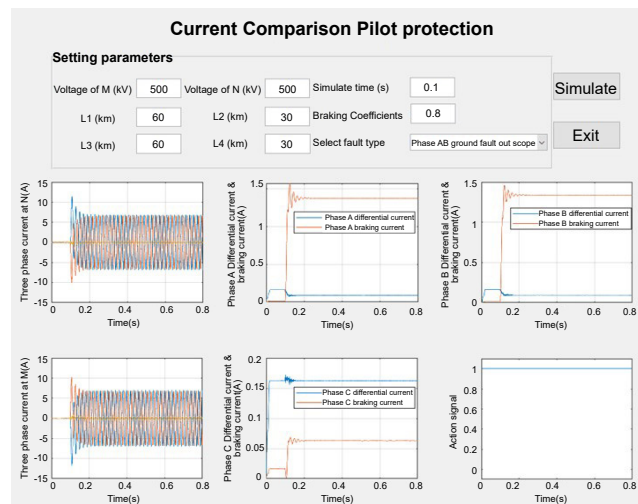 Current Comparison Pilot protection
Setting parameters
Voltage of M (kV) 500 Voltage of N (kV) 500 Simulate time (s) 0.1
L1 (km) 60 L2 (km) 30 Braking Coefficients 0.8
L3 (km) 60 L4 (km) 30 Select fault type Phase AB ground fault out scope
Simulate
Exit
Three phase current at N(A)
15
10
5
0
-5
-10
-15
0 0.2 0.4 0.6 0.8
Time(s)
Phase A Differential current &
braking current(A)
1.5
1
0.5
0
Phase A differential current
Phase A braking current
0 0.2 0.4 0.6 0.8
Time(s)
Phase B Differential current &
braking current(A)
1.5
1
0.5
0
Phase B differential current
Phase B braking current
0 0.2 0.4 0.6 0.8
Time(s)
Three phase current at M(A)
15
10
5
0
-5
-10
-15
0 0.2 0.4 0.6 0.8
Time(s)
Phase C Differential current &
braking current(A)
0.2
0.15
0.1
0.05
0
Phase C differential current
Phase C braking current
0 0.2 0.4 0.6 0.8
Time(s)
Action signal
1
0.8
0.6
0.4
0.2
0
0 0.2 0.4 0.6 0.8
Time(s)